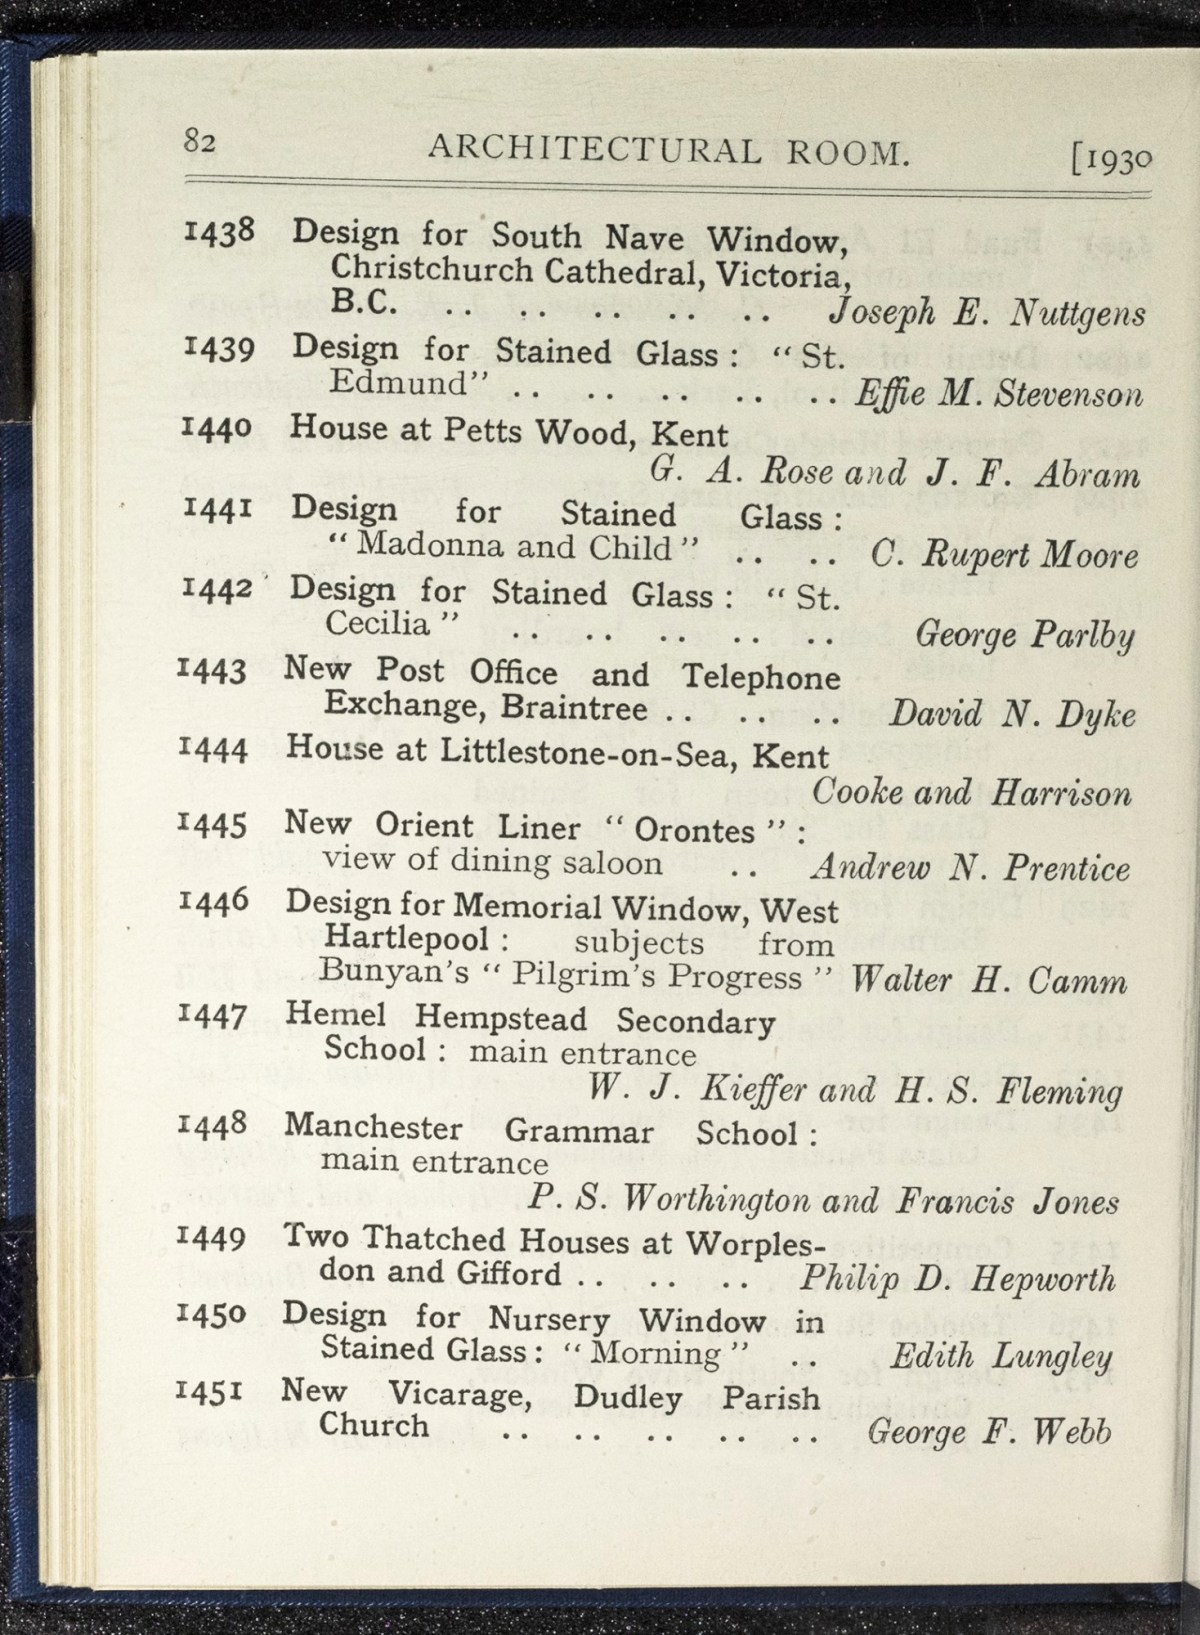 82 ARCHITECTURAL ROOM. [1930
1438 Design for South Nave Window,
Christchurch Cathedral, Victoria,
B.C. .. .. .. .. .. Joseph E. Nuttgens
1439 Design for Stained Glass : “ St.
Edmund” .. .. .. .. .. Effie M. Stevenson
1440 House at Petts Wood, Kent
G. A. Rose and J. F. Abram
1441 Design for Stained Glass :
“ Madonna and Child ” .. .. C. Rupert Moore
1442 Design for Stained Glass : “ St.
Cecilia ” .. .. .. .. .. George Parlby
1443 New Post Office and Telephone
Exchange, Braintree .. .. .. David N. Dyke
1444 House at Littlestone-on-Sea, Kent
Cooke and Harrison
1445 New Orient Liner “ Orontes ” :
view of dining saloon .. Andrew N. Prentice
1446 Design for Memorial Window, West
Hartlepool : subjects from
Bunyan’s “ Pilgrim’s Progress ” Walter H. Camm
1447 Hemel Hempstead Secondary
School : main entrance
W. J. Kieffer and H. S. Fleming
1448 Manchester Grammar School :
main entrance
P. S. Worthington and Francis Jones
1449 Two Thatched Houses at Worples-
don and Gifford .. .. .. Philip D. Hepworth
1450 Design for Nursery Window in
Stained Glass : “ Morning ” .. Edith Lungley
1451 New Vicarage, Dudley Parish
Church .. .. .. .. .. George F. Webb